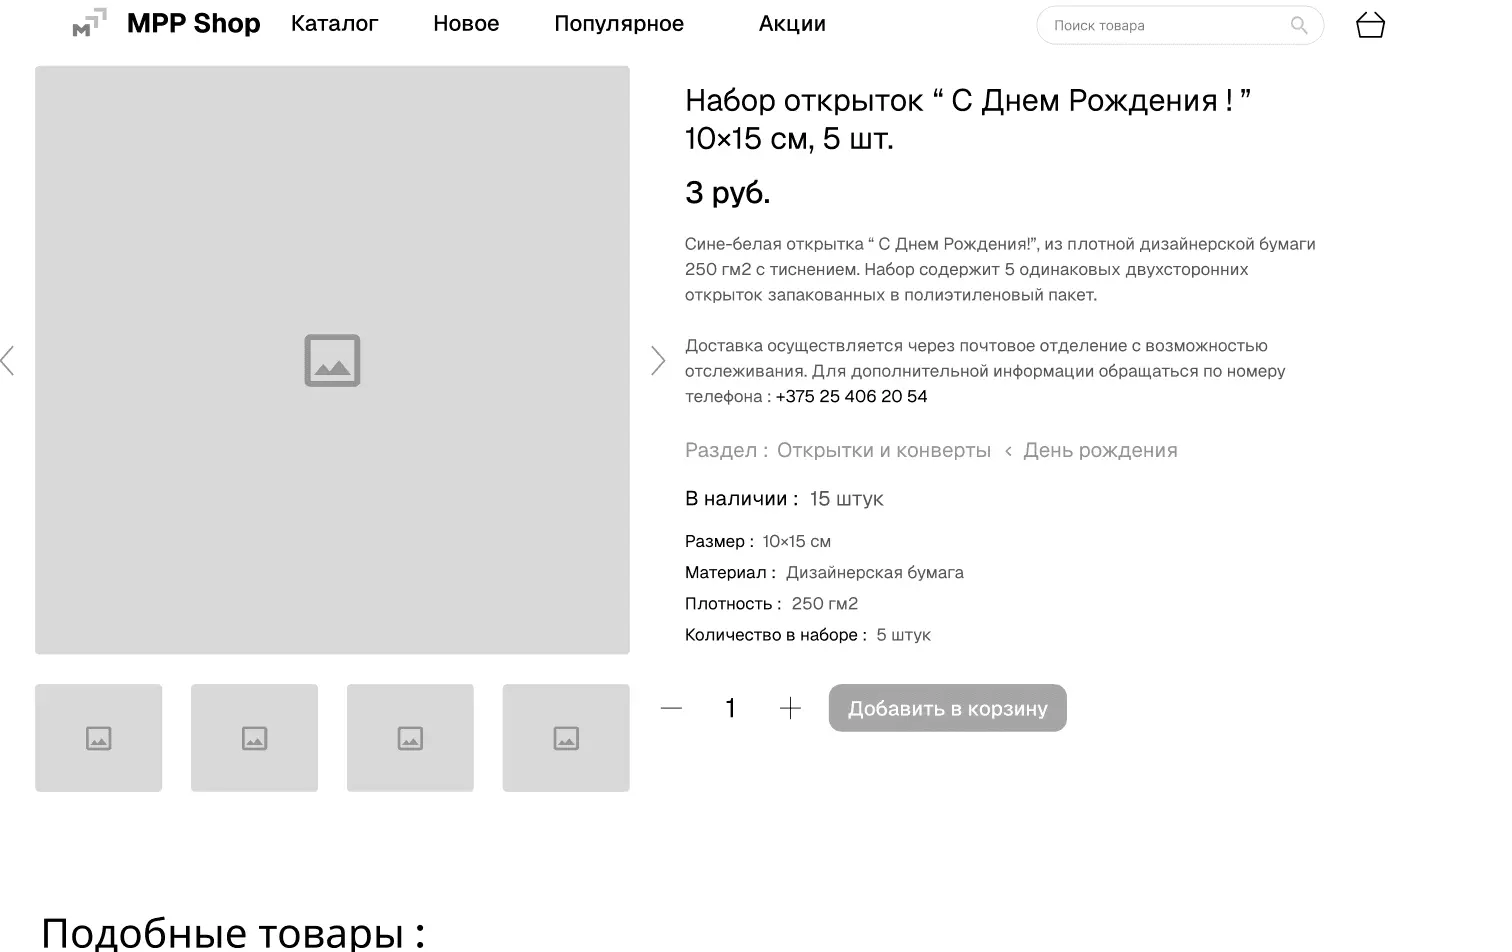 MPP Shop Каталог Новое Популярное Акции Поиск товара
Набор открыток “ С Днем Рождения ! ”
10×15 см, 5 шт.
3 руб.
Сине-белая открытка “ С Днем Рождения!”, из плотной дизайнерской бумаги
250 гм2 с тиснением. Набор содержит 5 одинаковых двухсторонних
открыток запакованных в полиэтиленовый пакет.
Доставка осуществляется через почтовое отделение с возможностью
отслеживания. Для дополнительной информации обращаться по номеру
телефона : +375 25 406 20 54
Раздел : Открытки и конверты ‹ День рождения
В наличии : 15 штук
Размер : 10×15 см
Материал : Дизайнерская бумага
Плотность : 250 гм2
Количество в наборе : 5 штук
— 1 + Добавить в корзину
Подобные товары :